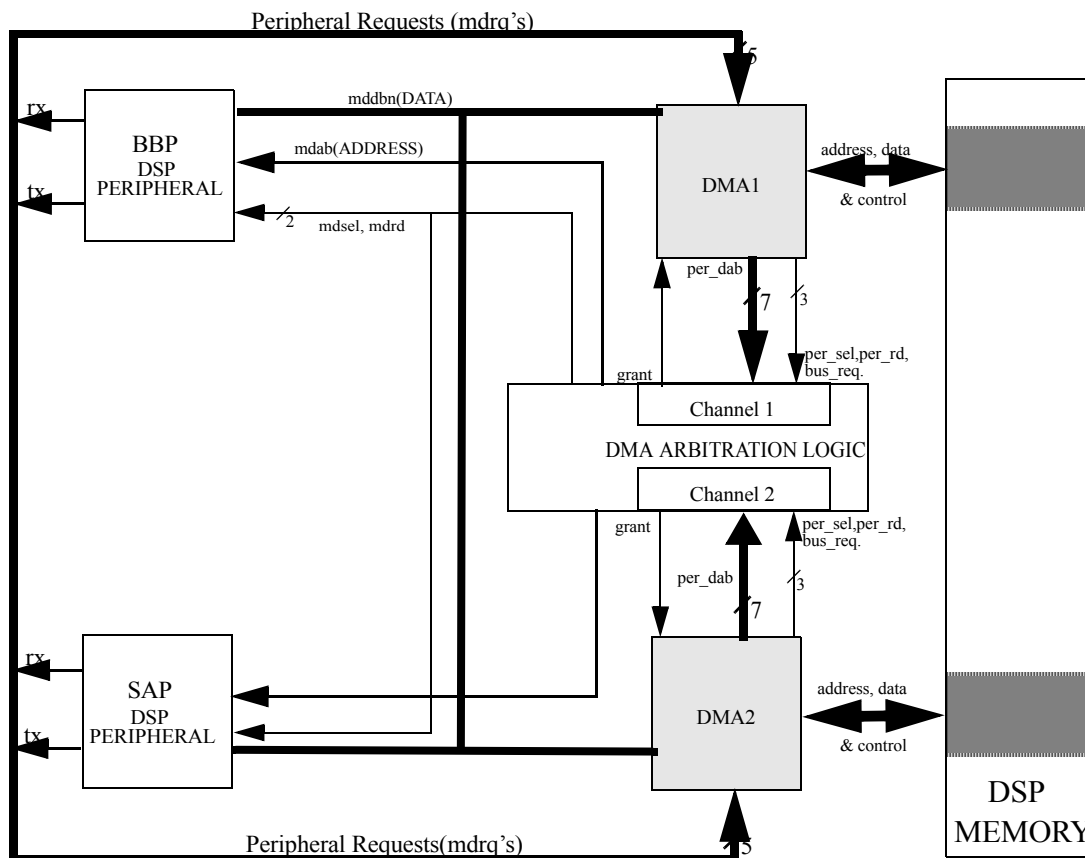 Peripheral Requests (mdrq’s)
5
rx
tx
BBP
DSP
PERIPHERAL
mddbn(DATA)
mdab(ADDRESS)
2
mdsel, mdrd
DMA1
address, data
& control
per_dab
7
3
per_sel,per_rd,
bus_req.
grant
Channel 1
DMA ARBITRATION LOGIC
Channel 2
grant
per_sel,per_rd,
bus_req.
per_dab
7
3
rx
tx
SAP
DSP
PERIPHERAL
DMA2
address, data
& control
DSP
MEMORY
Peripheral Requests(mdrq’s)
5